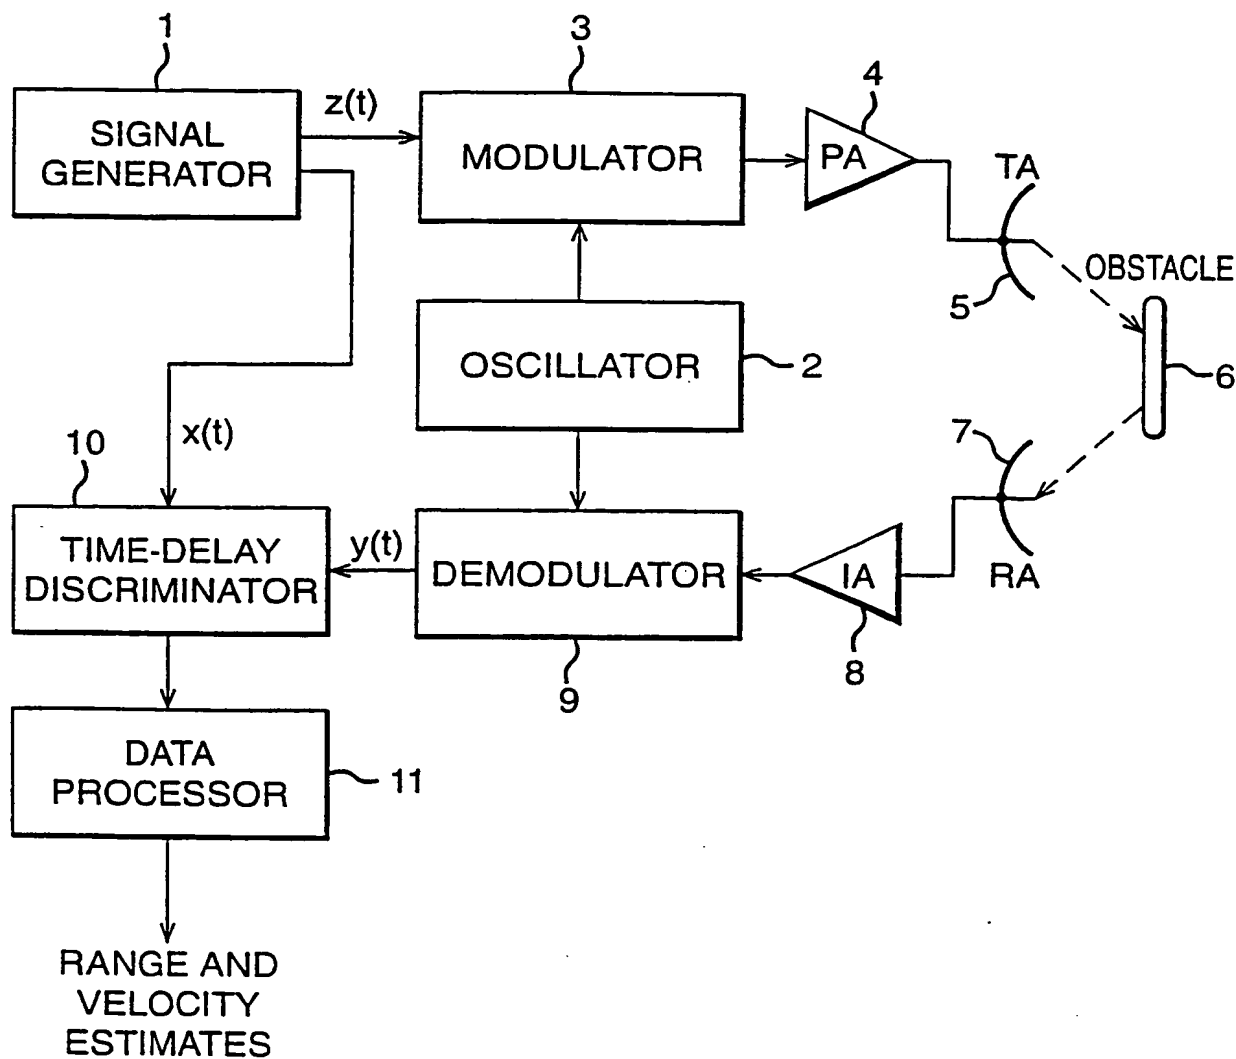 1
3
4
z(t)
SIGNAL
GENERATOR
MODULATOR
PA
TA
OBSTACLE
5
OSCILLATOR
2
6
x(t)
10
7
TIME-DELAY
DISCRIMINATOR
y(t)
DEMODULATOR
IA
RA
8
9
DATA
PROCESSOR
11
RANGE AND
VELOCITY
ESTIMATES